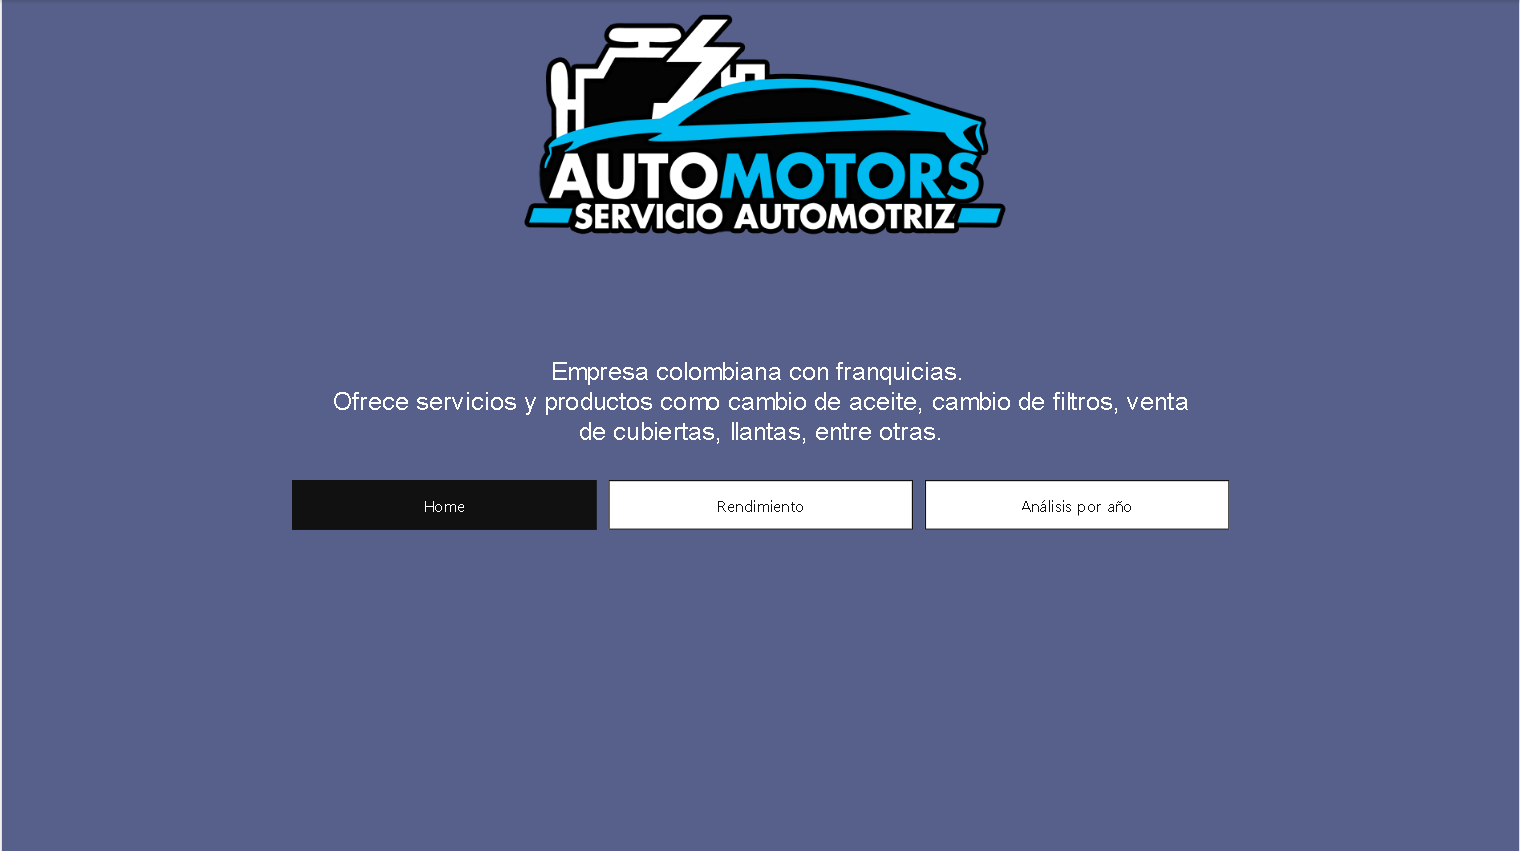 AUTOMOTORS
SERVICIO AUTOMOTRIZ
Empresa colombiana con franquicias.
Ofrece servicios y productos como cambio de aceite, cambio de filtros, venta
de cubiertas, llantas, entre otras.
Home
Rendimiento
Análisis por año